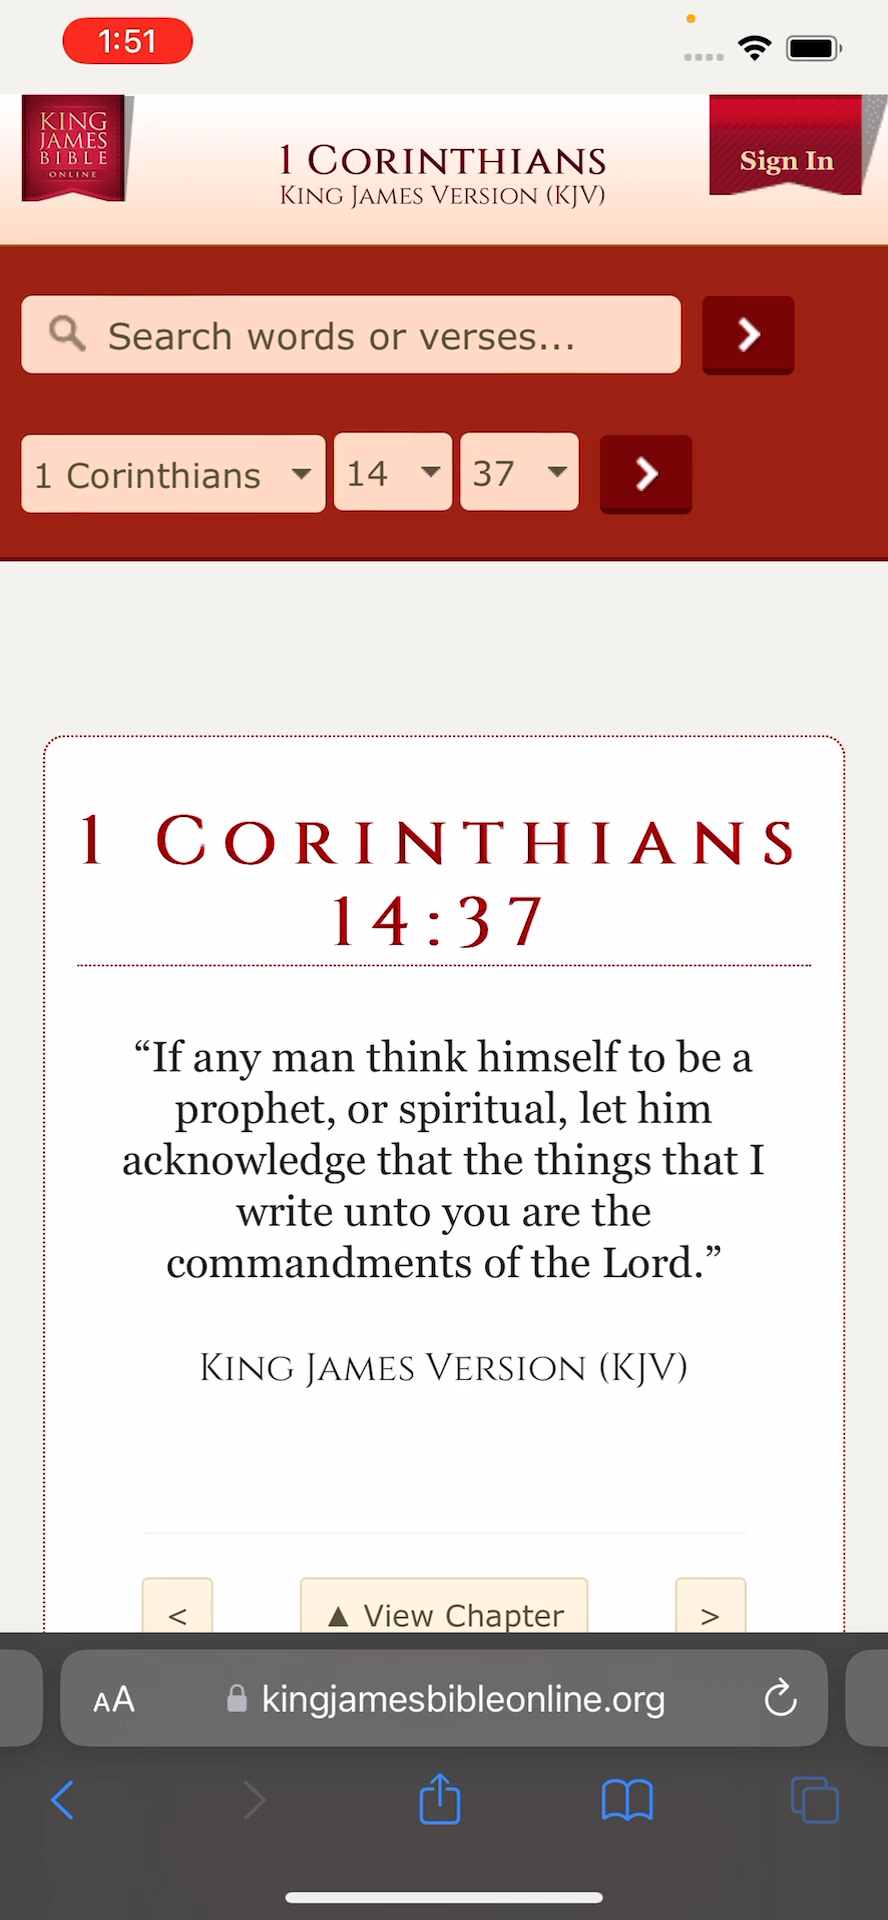 1:51
KING
JAMES
BIBLE
ONLINE
1 CORINTHIANS
KING JAMES VERSION (KJV)
Sign In
Search words or verses...
1 Corinthians 14 37
1 CORINTHIANS
14:37
“If any man think himself to be a
prophet, or spiritual, let him
acknowledge that the things that I
write unto you are the
commandments of the Lord.”
KING JAMES VERSION (KJV)
< ▲ View Chapter >
AA kingjamesbibleonline.org